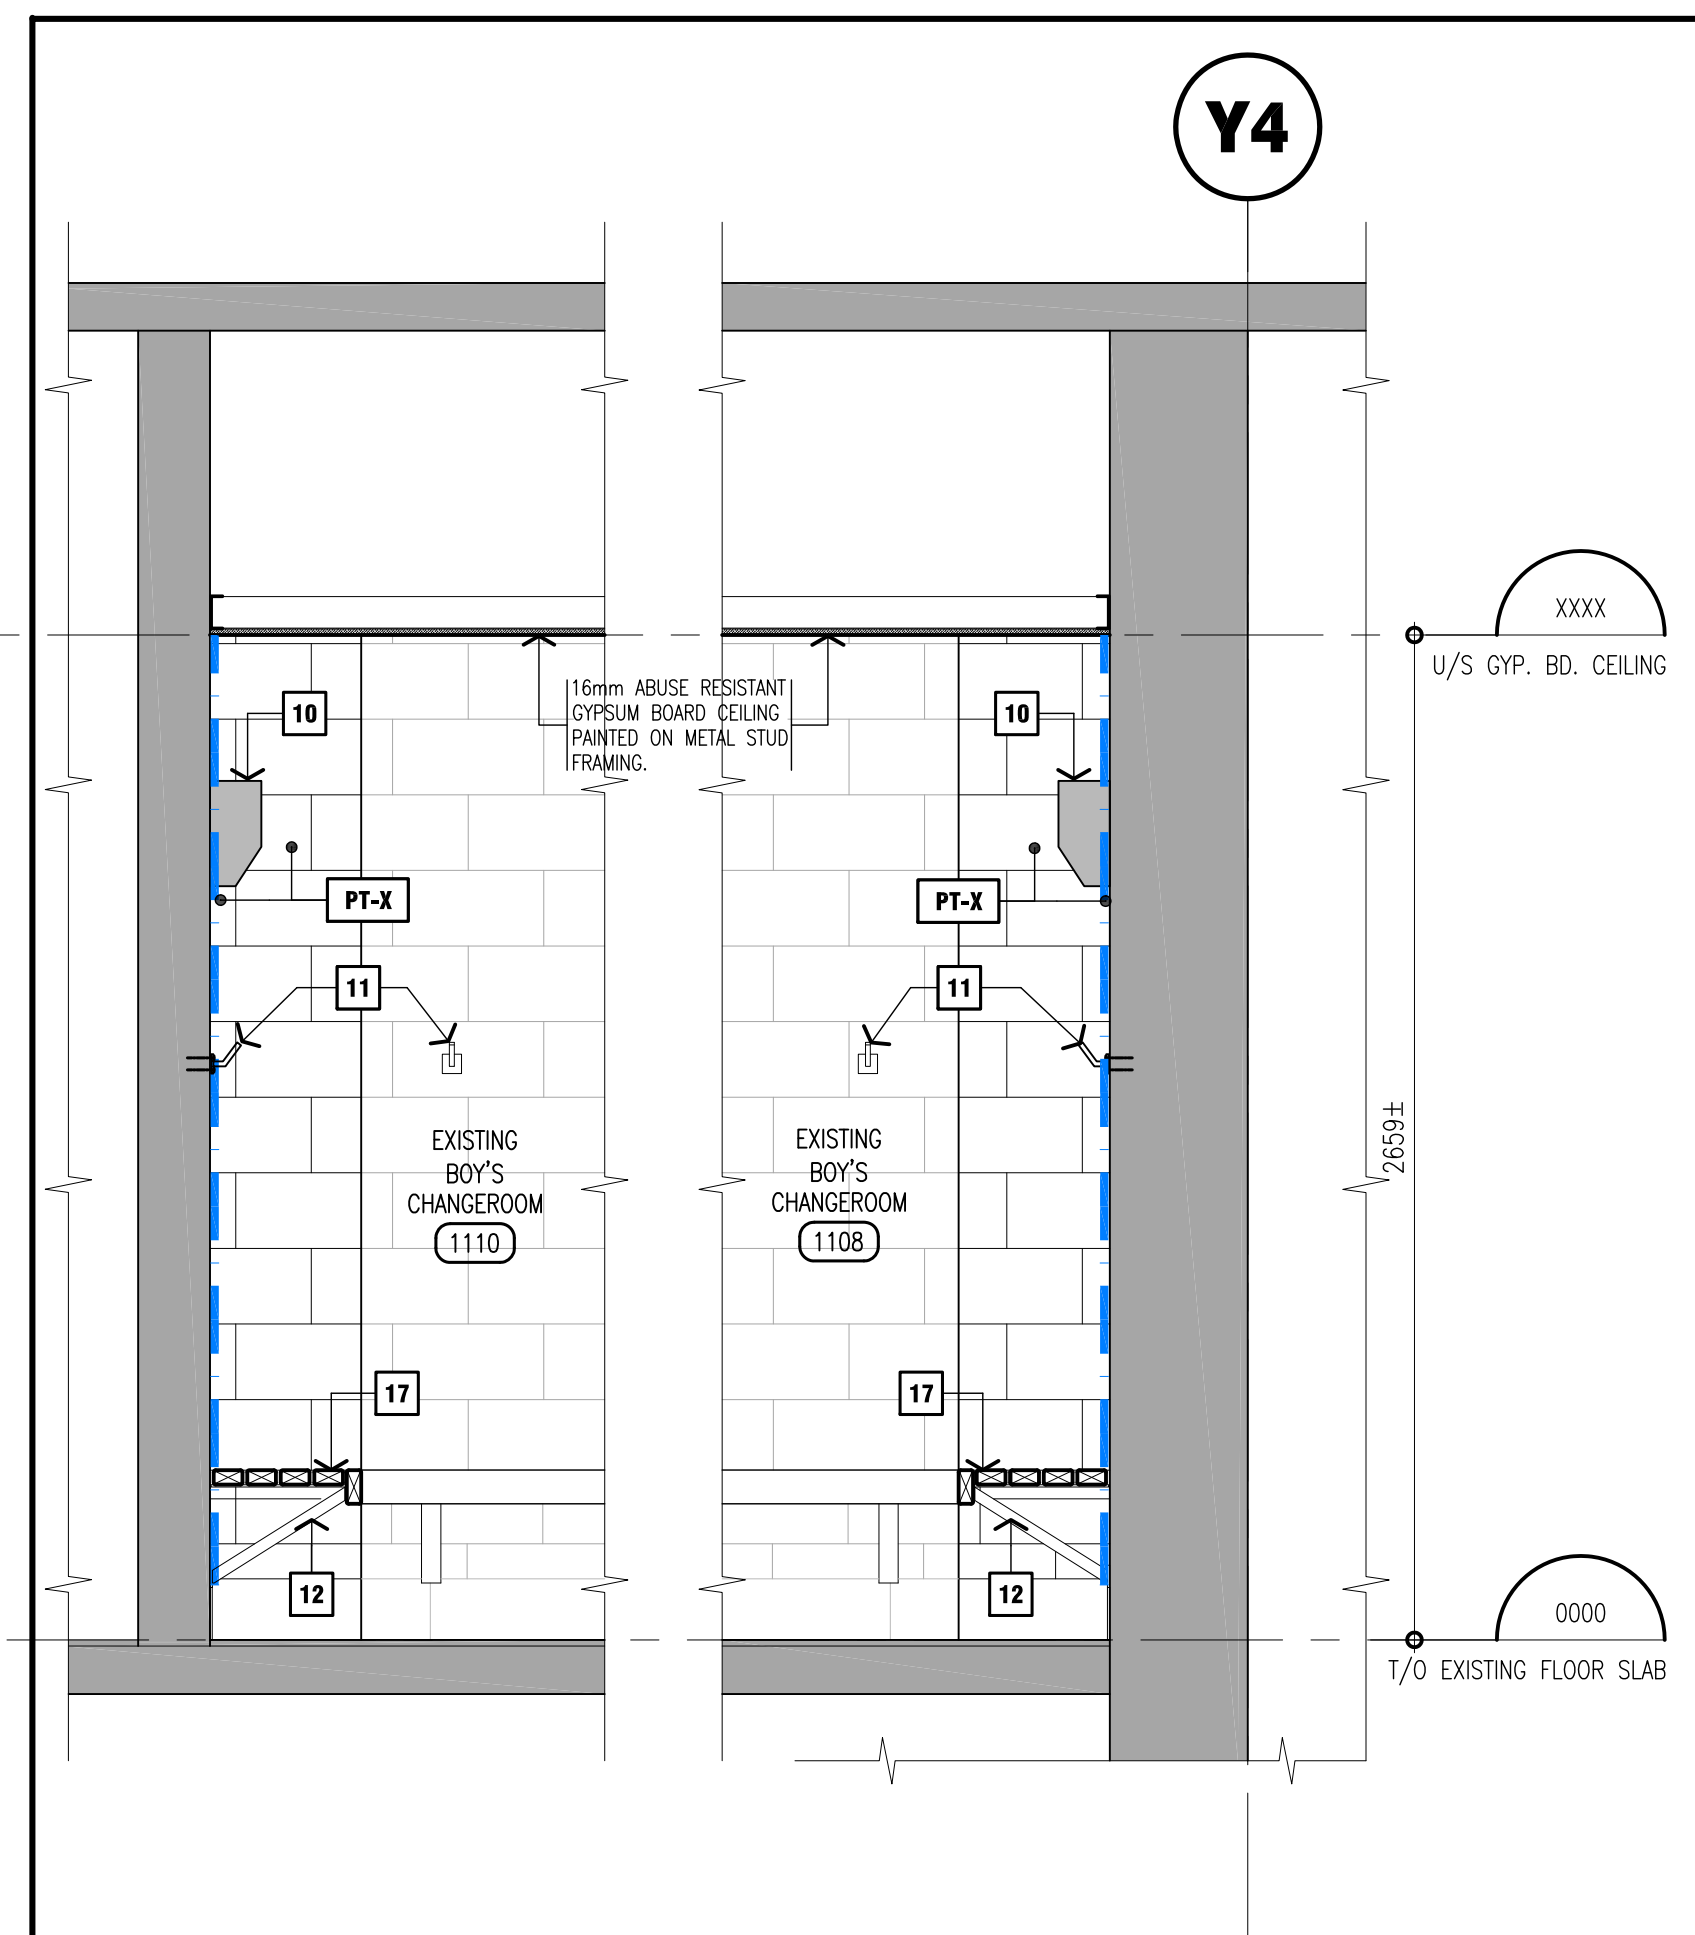 Y4
XXXX
U/S GYP. BD. CEILING
16mm ABUSE RESISTANT
GYPSUM BOARD CEILING
PAINTED ON METAL STUD
FRAMING.
10
10
PT-X
PT-X
11
11
2659±
EXISTING
BOY'S
CHANGEROOM
1110
EXISTING
BOY'S
CHANGEROOM
1108
17
17
12
12
0000
T/O EXISTING FLOOR SLAB